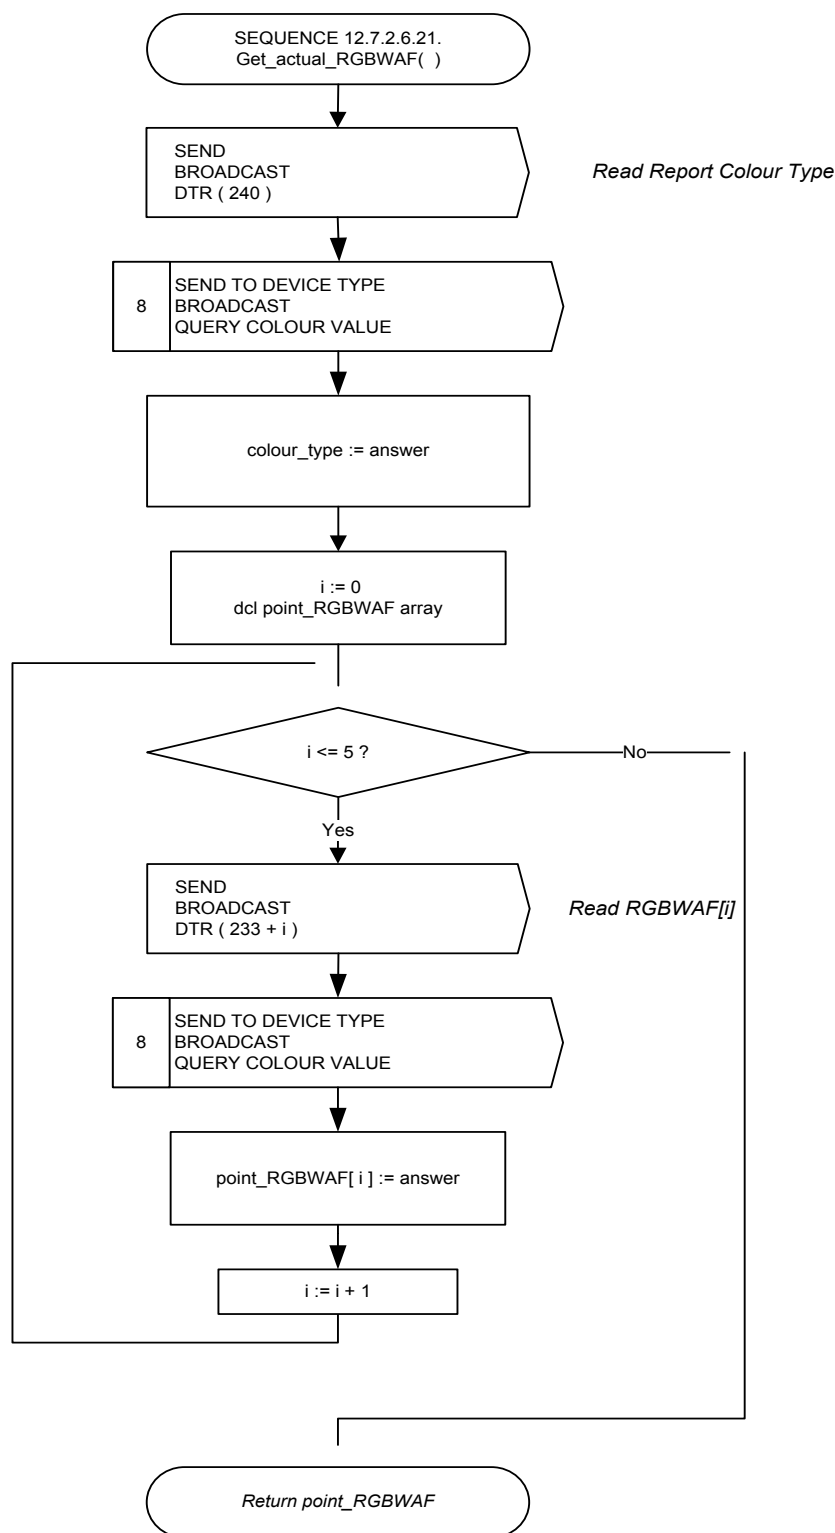 SEQUENCE 12.7.2.6.21.
Get_actual_RGBWAF( )
SEND
BROADCAST
DTR ( 240 )
Read Report Colour Type
8
SEND TO DEVICE TYPE
BROADCAST
QUERY COLOUR VALUE
colour_type := answer
i := 0
dcl point_RGBWAF array
i <= 5 ?
No
Yes
SEND
BROADCAST
DTR ( 233 + i )
Read RGBWAF[i]
8
SEND TO DEVICE TYPE
BROADCAST
QUERY COLOUR VALUE
point_RGBWAF[ i ] := answer
i := i + 1
Return point_RGBWAF